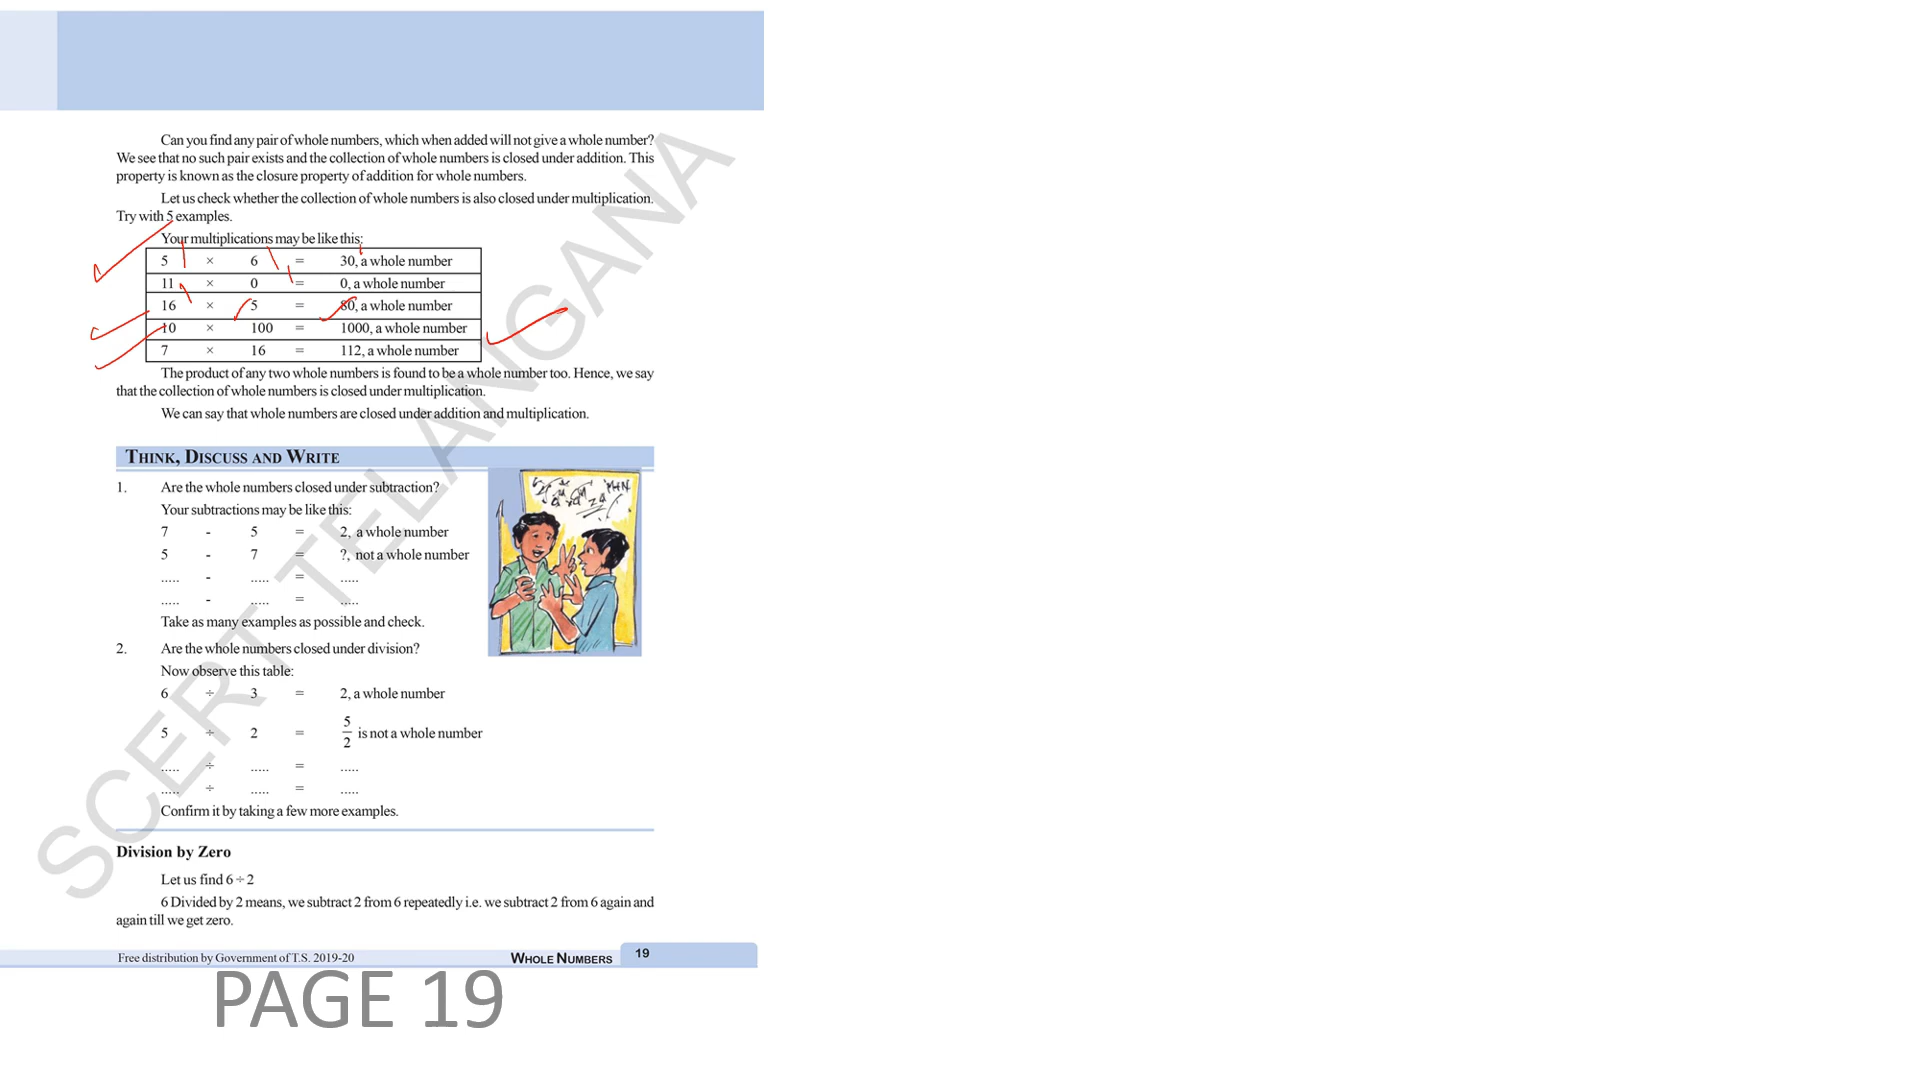 Can you find any pair of whole numbers, which when added will not give a whole number?
We see that no such pair exists and the collection of whole numbers is closed under addition. This
property is known as the closure property of addition for whole numbers.
Let us check whether the collection of whole numbers is also closed under multiplication.
Try with 5 examples.
Your multiplications may be like this:
5 × 6 = 30, a whole number
11 × 0 = 0, a whole number
16 × 5 = 80, a whole number
10 × 100 = 1000, a whole number
7 × 16 = 112, a whole number
The product of any two whole numbers is found to be a whole number too. Hence, we say
that the collection of whole numbers is closed under multiplication.
We can say that whole numbers are closed under addition and multiplication.
THINK, DISCUSS AND WRITE
1. Are the whole numbers closed under subtraction?
Your subtractions may be like this:
7 - 5 = 2, a whole number
5 - 7 = ?, not a whole number
..... - ..... = .....
..... - ..... = .....
Take as many examples as possible and check.
2. Are the whole numbers closed under division?
Now observe this table:
6 ÷ 3 = 2, a whole number
5 ÷ 2 = 5/2 is not a whole number
..... ÷ ..... = .....
..... ÷ ..... = .....
Confirm it by taking a few more examples.
Division by Zero
Let us find 6 ÷ 2
6 Divided by 2 means, we subtract 2 from 6 repeatedly i.e. we subtract 2 from 6 again and
again till we get zero.
Free distribution by Government of T.S. 2019-20
WHOLE NUMBERS 19
PAGE 19
SCERT TELANGANA